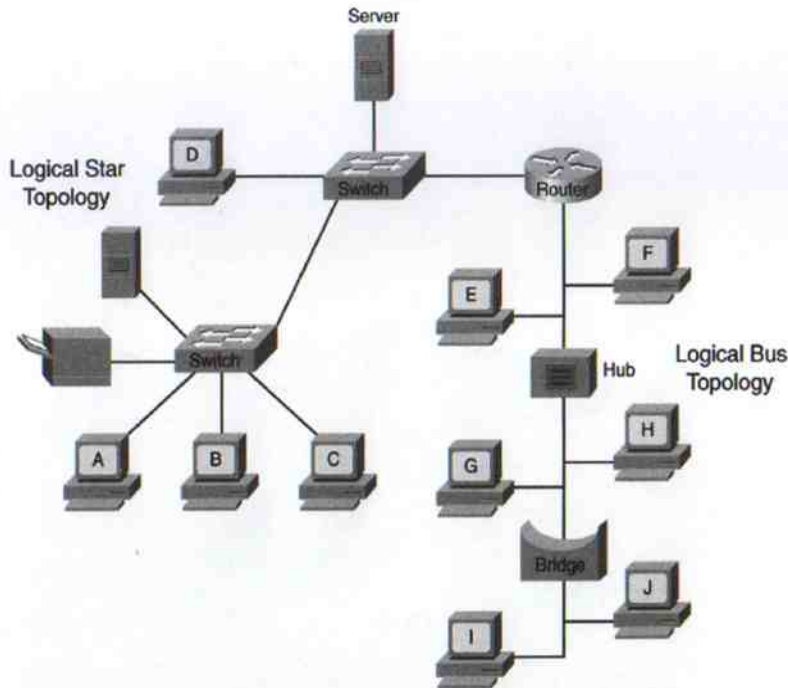 Server
D
Logical Star
Topology
Switch
Router
F
E
Switch
Hub
Logical Bus
Topology
A
B
C
H
G
Bridge
J
I